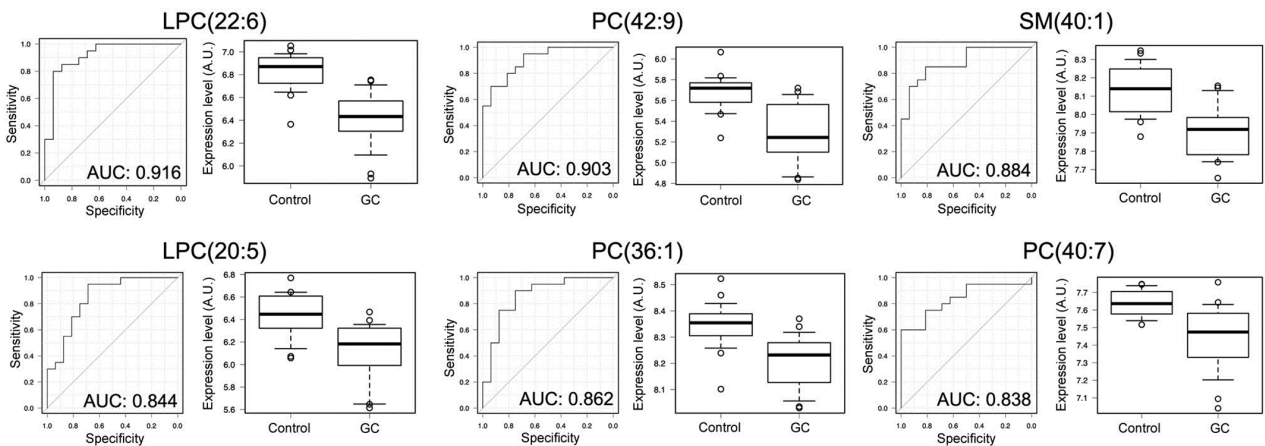 LPC(22:6)
Sensitivity
1.0
0.8
0.6
0.4
0.2
0.0
AUC: 0.916
1.0 0.8 0.6 0.4 0.2 0.0
Specificity
Expression level (A.U.)
7.0
6.8
6.6
6.4
6.2
6.0
Control GC
PC(42:9)
Sensitivity
1.0
0.8
0.6
0.4
0.2
0.0
AUC: 0.903
1.0 0.8 0.6 0.4 0.2 0.0
Specificity
Expression level (A.U.)
6.0
5.8
5.6
5.4
5.2
5.0
4.8
Control GC
SM(40:1)
Sensitivity
1.0
0.8
0.6
0.4
0.2
0.0
AUC: 0.884
1.0 0.8 0.6 0.4 0.2 0.0
Specificity
Expression level (A.U.)
8.3
8.2
8.1
8.0
7.9
7.8
7.7
Control GC
LPC(20:5)
Sensitivity
1.0
0.8
0.6
0.4
0.2
0.0
AUC: 0.844
1.0 0.8 0.6 0.4 0.2 0.0
Specificity
Expression level (A.U.)
6.8
6.6
6.4
6.2
6.0
5.8
5.6
Control GC
PC(36:1)
Sensitivity
1.0
0.8
0.6
0.4
0.2
0.0
AUC: 0.862
1.0 0.8 0.6 0.4 0.2 0.0
Specificity
Expression level (A.U.)
8.5
8.4
8.3
8.2
8.1
Control GC
PC(40:7)
Sensitivity
1.0
0.8
0.6
0.4
0.2
0.0
AUC: 0.838
1.0 0.8 0.6 0.4 0.2 0.0
Specificity
Expression level (A.U.)
7.7
7.6
7.5
7.4
7.3
7.2
7.1
Control GC